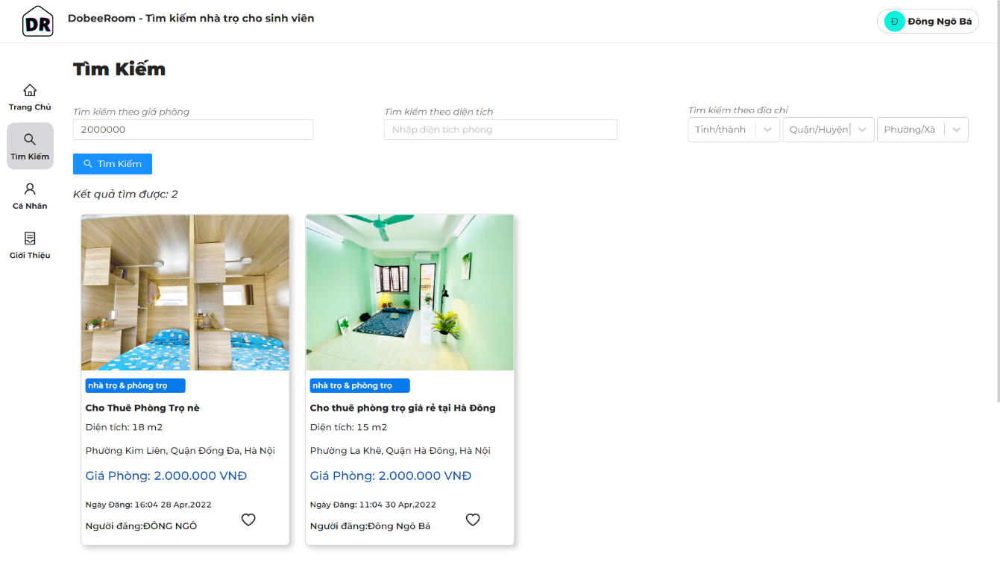 DR
DobeeRoom - Tìm kiếm nhà trọ cho sinh viên
Đ Đông Ngô Bá
Trang Chủ
Tìm Kiếm
Cá Nhân
Giới Thiệu
Tìm Kiếm
Tìm kiếm theo giá phòng
2000000
Tìm kiếm theo diện tích
Nhập diện tích phòng
Tìm kiếm theo địa chỉ
Tỉnh/thành
Quận/Huyện
Phường/Xã
Tìm Kiếm
Kết quả tìm được: 2
nhà trọ & phòng trọ
Cho Thuê Phòng Trọ nè
Diện tích: 18 m2
Phường Kim Liên, Quận Đống Đa, Hà Nội
Giá Phòng: 2.000.000 VNĐ
Ngày Đăng: 16:04 28 Apr,2022
Người đăng:ĐÔNG NGÔ
nhà trọ & phòng trọ
Cho thuê phòng trọ giá rẻ tại Hà Đông
Diện tích: 15 m2
Phường La Khê, Quận Hà Đông, Hà Nội
Giá Phòng: 2.000.000 VNĐ
Ngày Đăng: 11:04 30 Apr,2022
Người đăng:Đông Ngô Bá